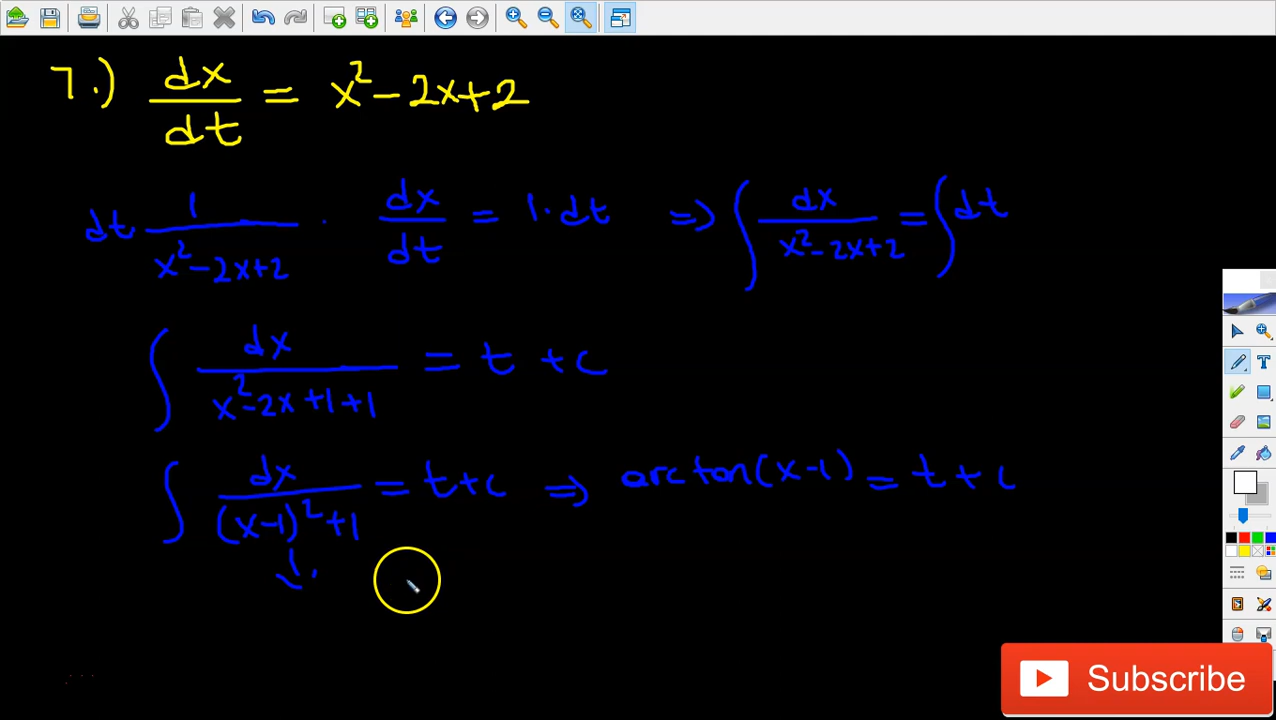 7.) dx/dt = x² - 2x + 2
dt 1/(x² - 2x + 2) · dx/dt = 1 · dt => ∫ dx/(x² - 2x + 2) = ∫ dt
∫ dx/(x² - 2x + 1 + 1) = t + c
∫ dx/((x-1)² + 1) = t + c => arctan(x-1) = t + c
Subscribe